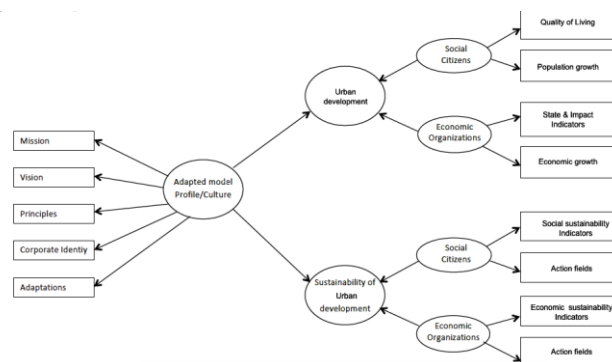 Mission
Vision
Principles
Corporate Identiy
Adaptations
Adapted model
Profile/Culture
Urban
development
Sustainability of
Urban
development
Social
Citizens
Economic
Organizations
Social
Citizens
Economic
Organizations
Quality of Living
Population growth
State & Impact
Indicators
Economic growth
Social sustainability
Indicators
Action fields
Economic sustainability
Indicators
Action fields